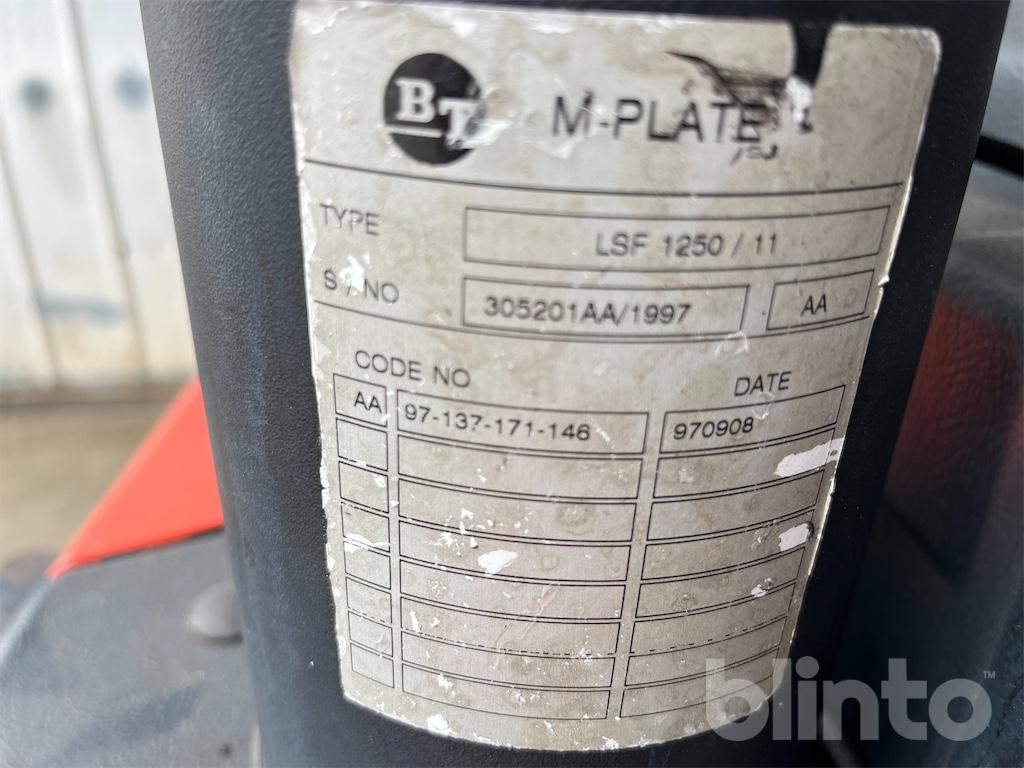 BT M-PLATE
TYPE LSF 1250 / 11
S / NO 305201AA/1997 AA
CODE NO DATE
AA 97-137-171-146 970908
blinto™